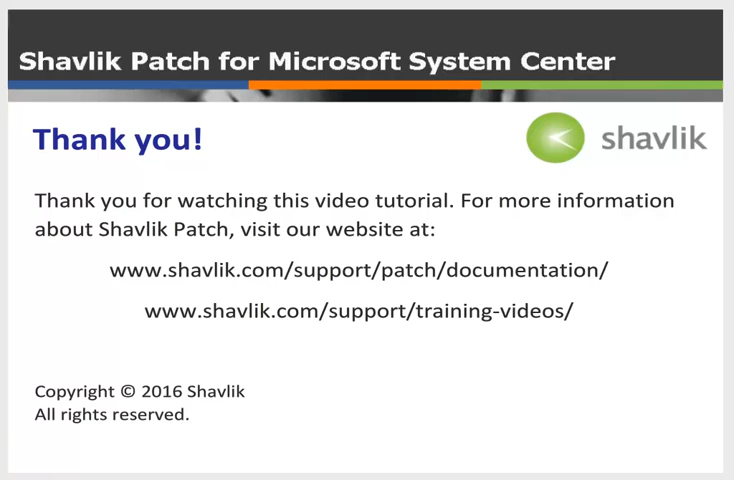 Shavlik Patch for Microsoft System Center
Thank you!
shavlik
Thank you for watching this video tutorial. For more information
about Shavlik Patch, visit our website at:
www.shavlik.com/support/patch/documentation/
www.shavlik.com/support/training-videos/
Copyright © 2016 Shavlik
All rights reserved.